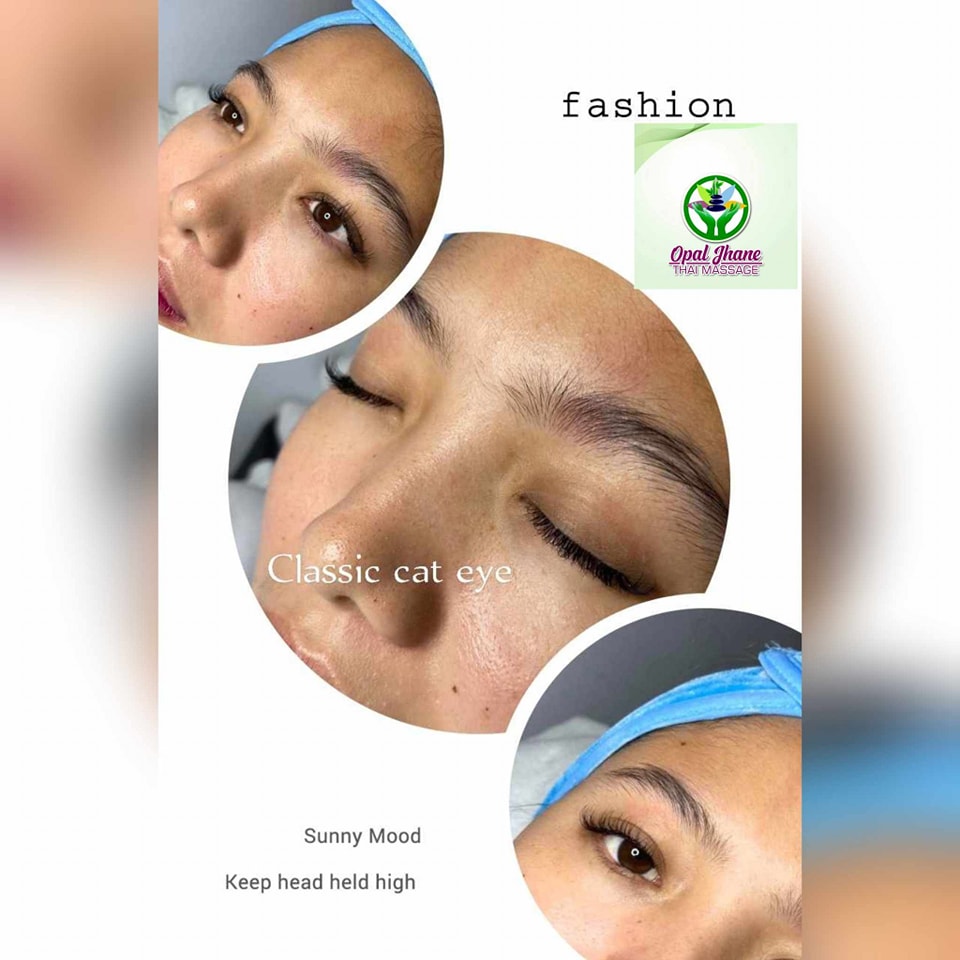 fashion
Opal Jhane
THAI MASSAGE
Classic cat eye
Sunny Mood
Keep head held high